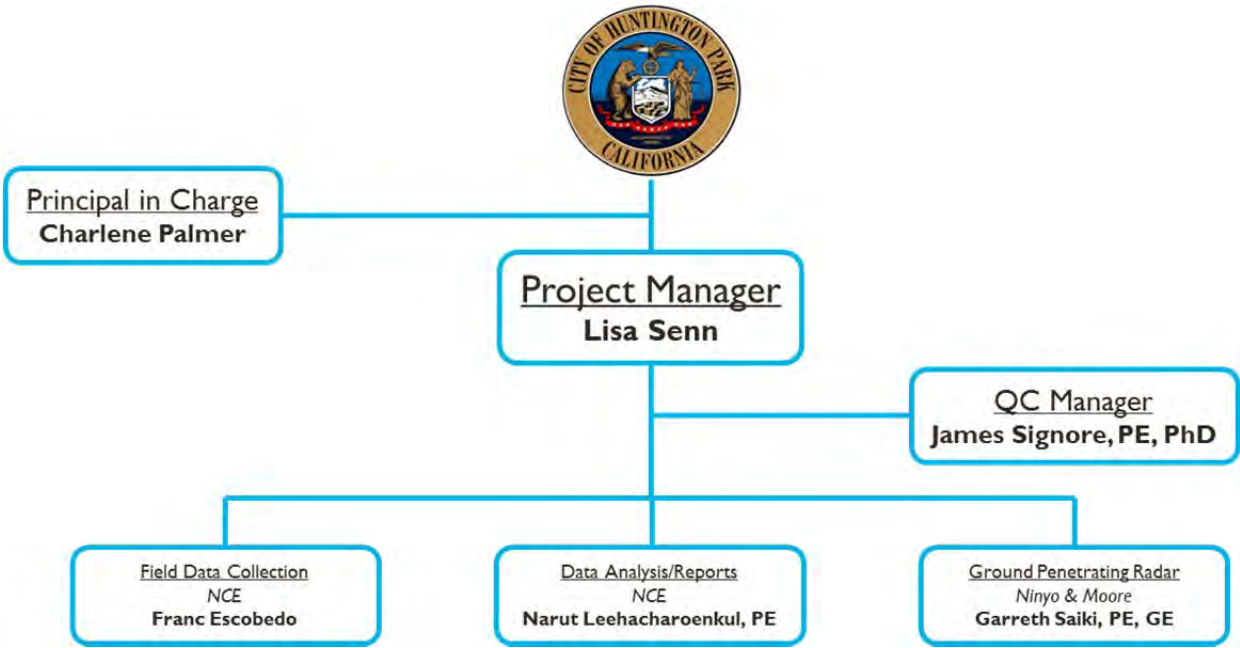 CITY OF HUNTINGTON PARK
CALIFORNIA
Principal in Charge
Charlene Palmer
Project Manager
Lisa Senn
QC Manager
James Signore, PE, PhD
Field Data Collection
NCE
Franc Escobedo
Data Analysis/Reports
NCE
Narut Leehacharoenkul, PE
Ground Penetrating Radar
Ninyo & Moore
Garreth Saiki, PE, GE